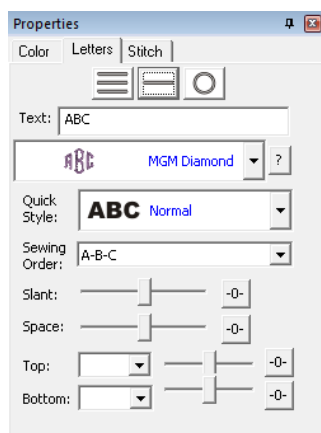 Properties
Color Letters Stitch
Text: ABC
ABC MGM Diamond ?
Quick Style: ABC Normal
Sewing Order: A-B-C
Slant: -0-
Space: -0-
Top: -0-
Bottom: -0-